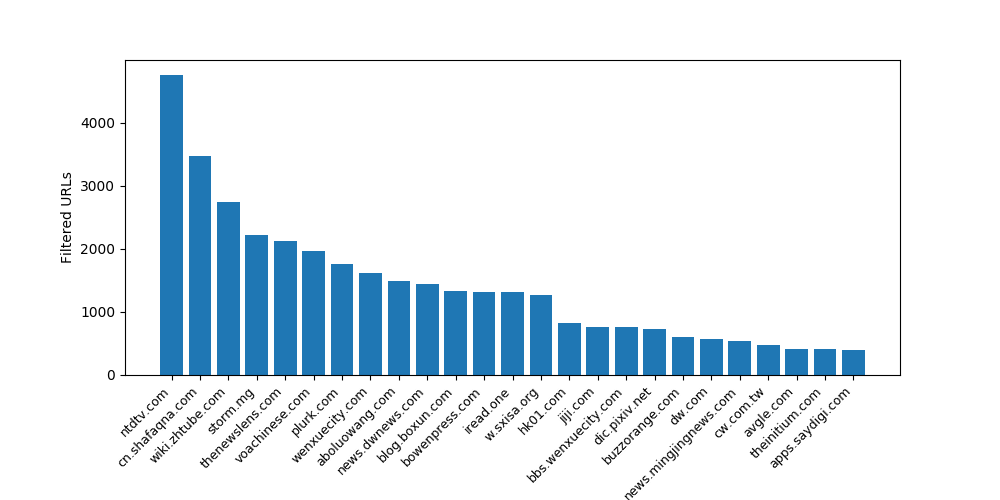 Filtered URLs
4000
3000
2000
1000
0
ntdtv.com
cn.shafaqna.com
wiki.zhtube.com
storm.mg
thenewslens.com
voachinese.com
plurk.com
wenxuecity.com
aboluowang.com
news.dwnews.com
blog.boxun.com
bowenpress.com
iread.one
w.sxisa.org
hk01.com
jiji.com
bbs.wenxuecity.com
dic.pixiv.net
buzzorange.com
dw.com
news.mingjingnews.com
cw.com.tw
avgle.com
theinitium.com
apps.saydigi.com